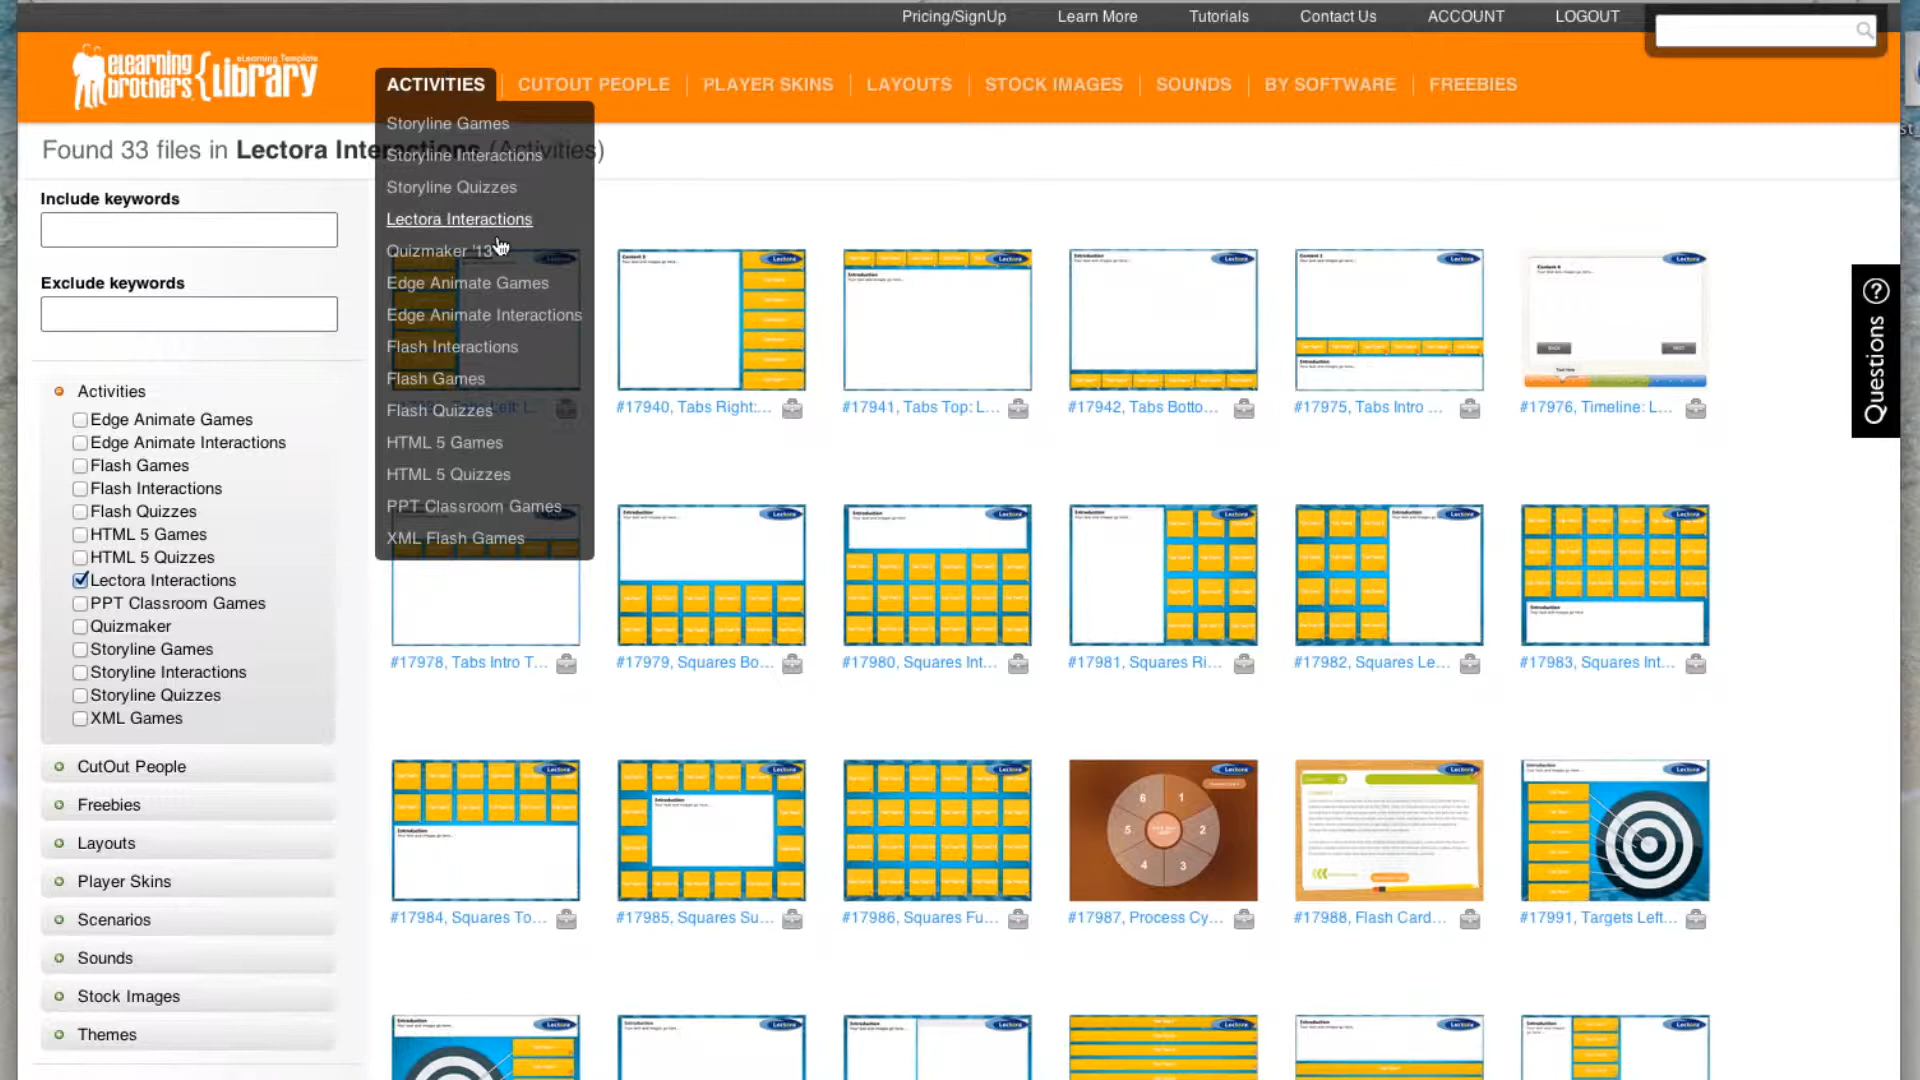 Pricing/SignUp
Learn More
Tutorials
Contact Us
ACCOUNT
LOGOUT
eLearning brothers
eLearning Template
Library
ACTIVITIES
CUTOUT PEOPLE
PLAYER SKINS
LAYOUTS
STOCK IMAGES
SOUNDS
BY SOFTWARE
FREEBIES
Found 33 files in Lectora Interactions (Activities)
Storyline Games
Storyline Interactions
Storyline Quizzes
Lectora Interactions
Quizmaker '13
Edge Animate Games
Edge Animate Interactions
Flash Interactions
Flash Games
Flash Quizzes
HTML 5 Games
HTML 5 Quizzes
PPT Classroom Games
XML Flash Games
Include keywords
Exclude keywords
Activities
Edge Animate Games
Edge Animate Interactions
Flash Games
Flash Interactions
Flash Quizzes
HTML 5 Games
HTML 5 Quizzes
Lectora Interactions
PPT Classroom Games
Quizmaker
Storyline Games
Storyline Interactions
Storyline Quizzes
XML Games
CutOut People
Freebies
Layouts
Player Skins
Scenarios
Sounds
Stock Images
Themes
Questions
#17940, Tabs Right:...
#17941, Tabs Top: L...
#17942, Tabs Botto...
#17975, Tabs Intro ...
#17976, Timeline: L...
#17978, Tabs Intro T...
#17979, Squares Bo...
#17980, Squares Int...
#17981, Squares Ri...
#17982, Squares Le...
#17983, Squares Int...
#17984, Squares To...
#17985, Squares Su...
#17986, Squares Fu...
#17987, Process Cy...
#17988, Flash Card...
#17991, Targets Left...